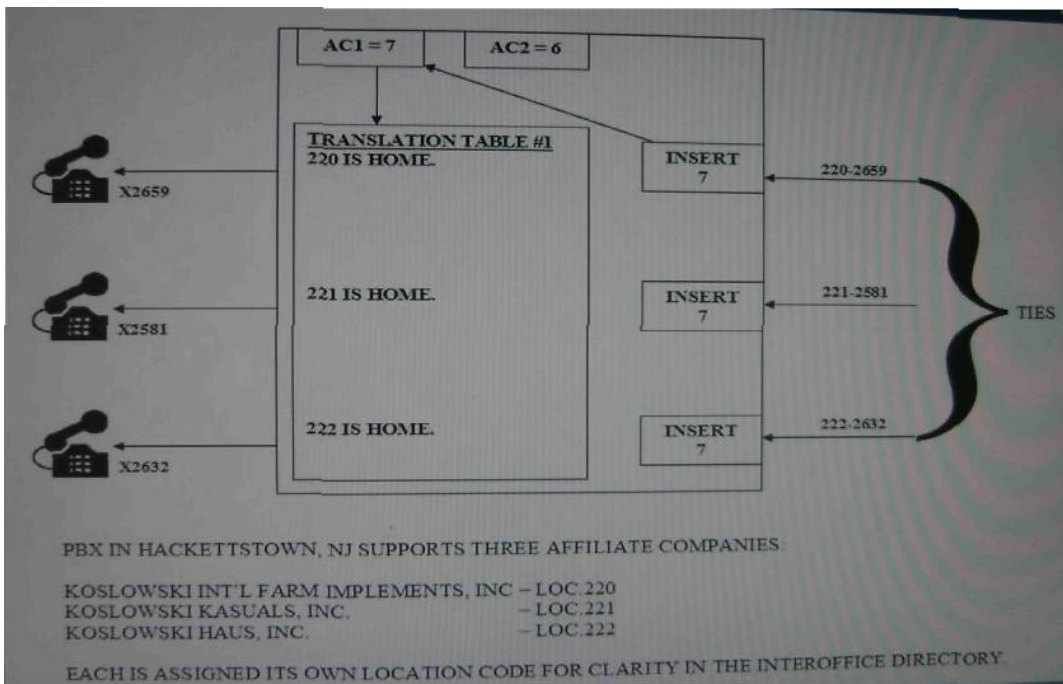 AC1 = 7
AC2 = 6
TRANSLATION TABLE #1
220 IS HOME.
INSERT
7
220-2659
X2659
221 IS HOME.
INSERT
7
221-2581
X2581
TIES
222 IS HOME.
INSERT
7
222-2632
X2632
PBX IN HACKETTSTOWN, NJ SUPPORTS THREE AFFILIATE COMPANIES:
KOSLOWSKI INT'L FARM IMPLEMENTS, INC – LOC.220
KOSLOWSKI KASUALS, INC. – LOC.221
KOSLOWSKI HAUS, INC. – LOC.222
EACH IS ASSIGNED ITS OWN LOCATION CODE FOR CLARITY IN THE INTEROFFICE DIRECTORY